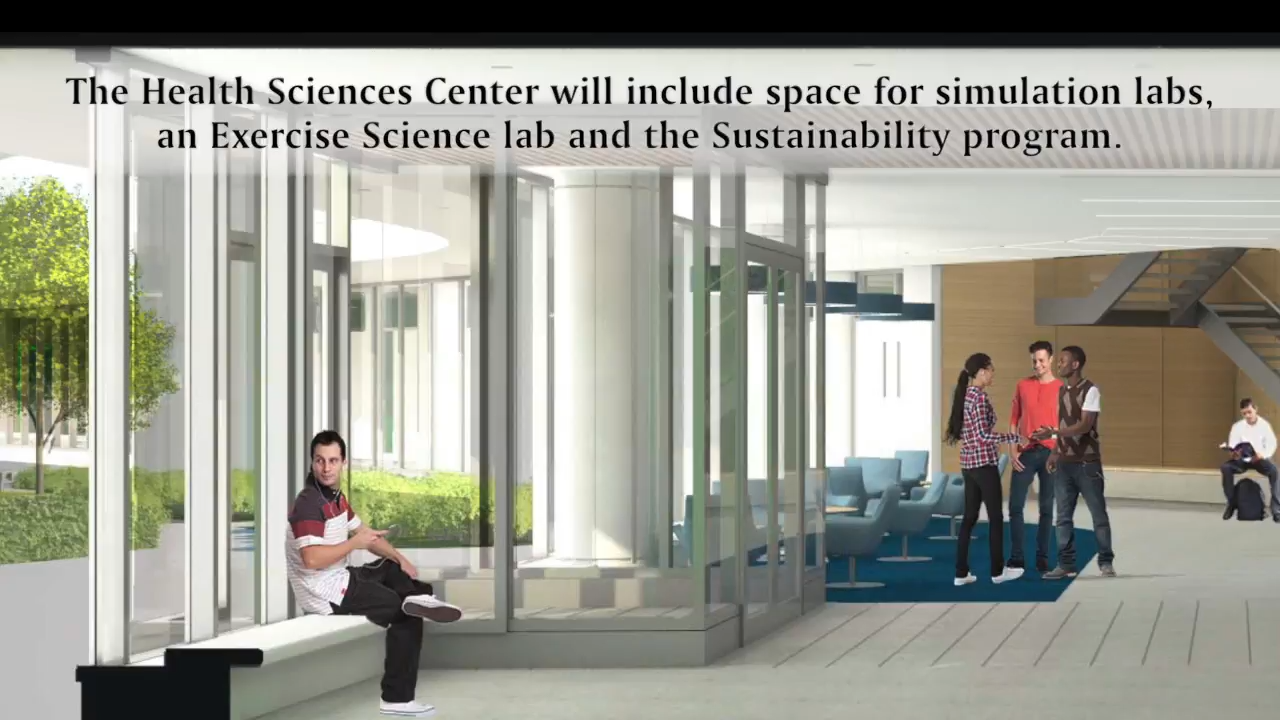 The Health Sciences Center will include space for simulation labs,
an Exercise Science lab and the Sustainability program.